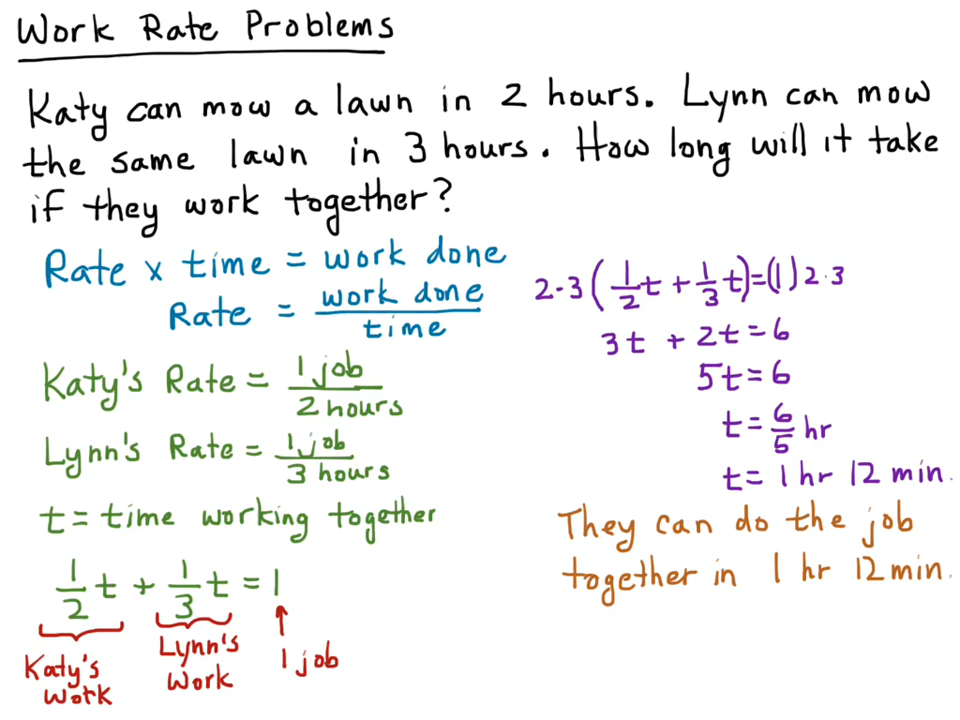 Work Rate Problems
Katy can mow a lawn in 2 hours. Lynn can mow
the same lawn in 3 hours. How long will it take
if they work together?
Rate x time = work done
Rate = work done / time
Katy's Rate = 1 job / 2 hours
Lynn's Rate = 1 job / 3 hours
t = time working together
1/2 t + 1/3 t = 1
Katy's Work
Lynn's Work
1 job
2·3 ( 1/2 t + 1/3 t ) = (1) 2·3
3t + 2t = 6
5t = 6
t = 6/5 hr
t = 1 hr 12 min.
They can do the job
together in 1 hr 12 min.